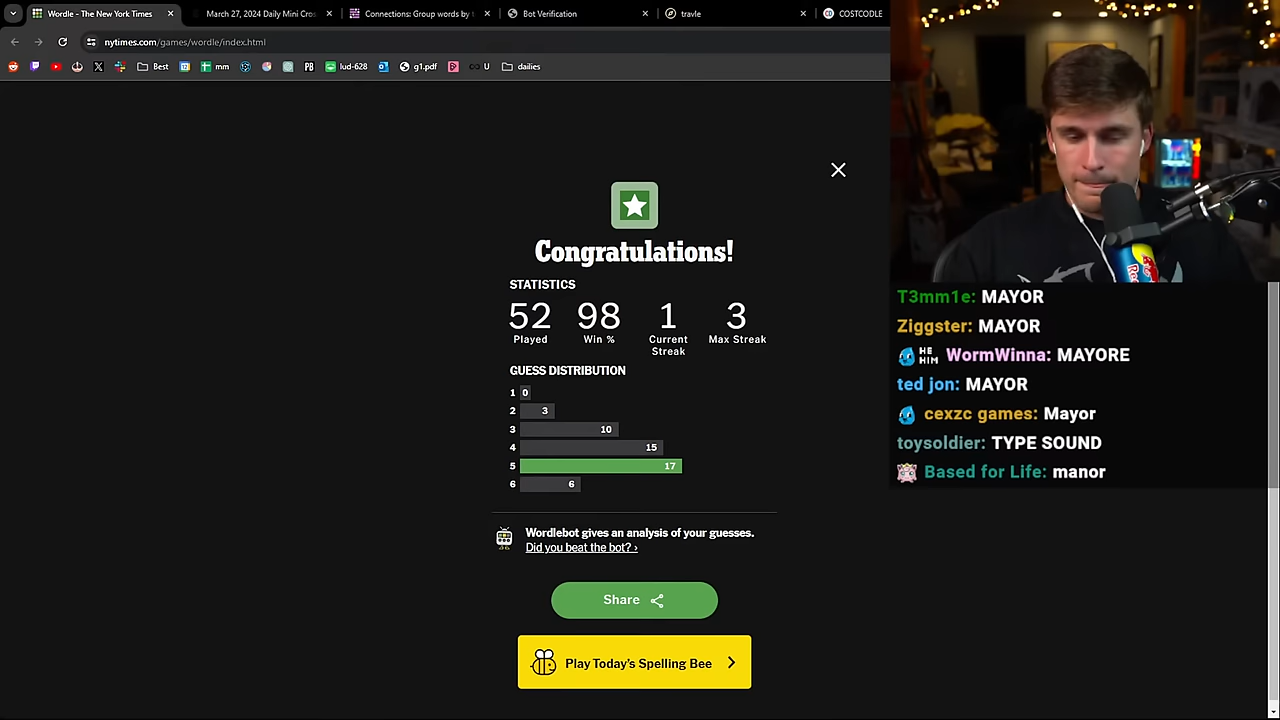 Wordle - The New York Times
March 27, 2024 Daily Mini Cros
Connections: Group words by
Bot Verification
travle
COSTCODLE
nytimes.com/games/wordle/index.html
Best
mm
PB
lud-628
g1.pdf
U
dailies
Congratulations!
STATISTICS
52 98 1 3
Played Win % Current Streak Max Streak
GUESS DISTRIBUTION
1 0
2 3
3 10
4 15
5 17
6 6
Wordlebot gives an analysis of your guesses.
Did you beat the bot? ›
Share
Play Today's Spelling Bee
T3mm1e: MAYOR
Ziggster: MAYOR
HE HIM WormWinna: MAYORE
ted jon: MAYOR
cexzc games: Mayor
toysoldier: TYPE SOUND
Based for Life: manor